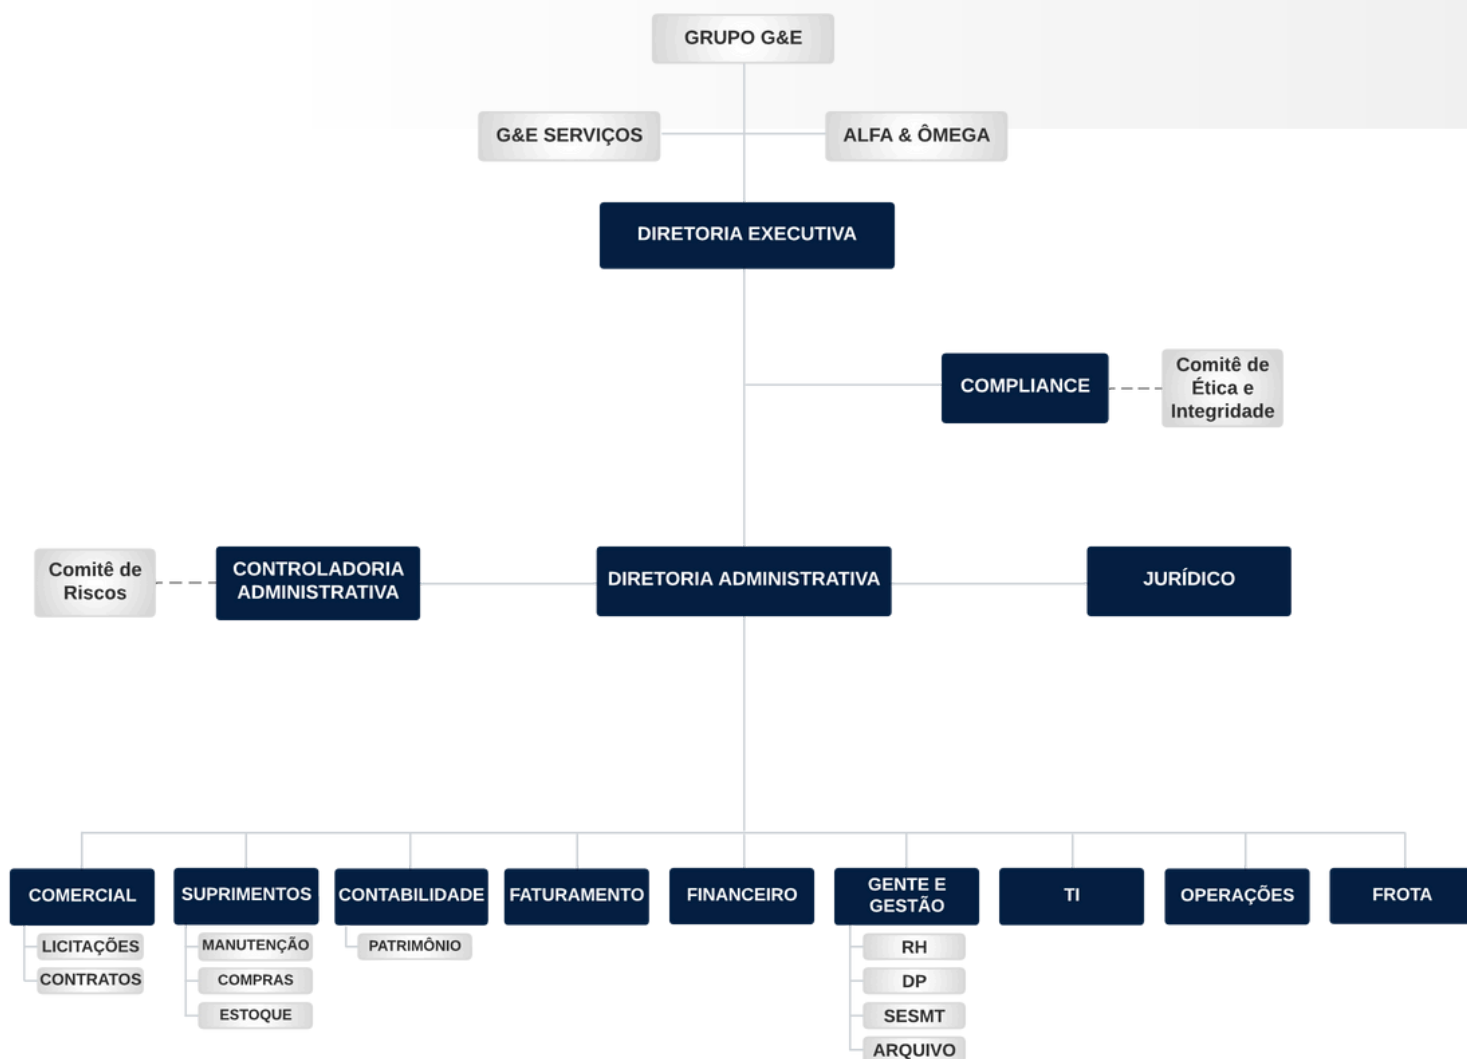 GRUPO G&E
G&E SERVIÇOS
ALFA & ÔMEGA
DIRETORIA EXECUTIVA
COMPLIANCE
Comitê de
Ética e
Integridade
Comitê de
Riscos
CONTROLADORIA
ADMINISTRATIVA
DIRETORIA ADMINISTRATIVA
JURÍDICO
COMERCIAL
LICITAÇÕES
CONTRATOS
SUPRIMENTOS
MANUTENÇÃO
COMPRAS
ESTOQUE
CONTABILIDADE
PATRIMÔNIO
FATURAMENTO
FINANCEIRO
GENTE E
GESTÃO
RH
DP
SESMT
ARQUIVO
TI
OPERAÇÕES
FROTA